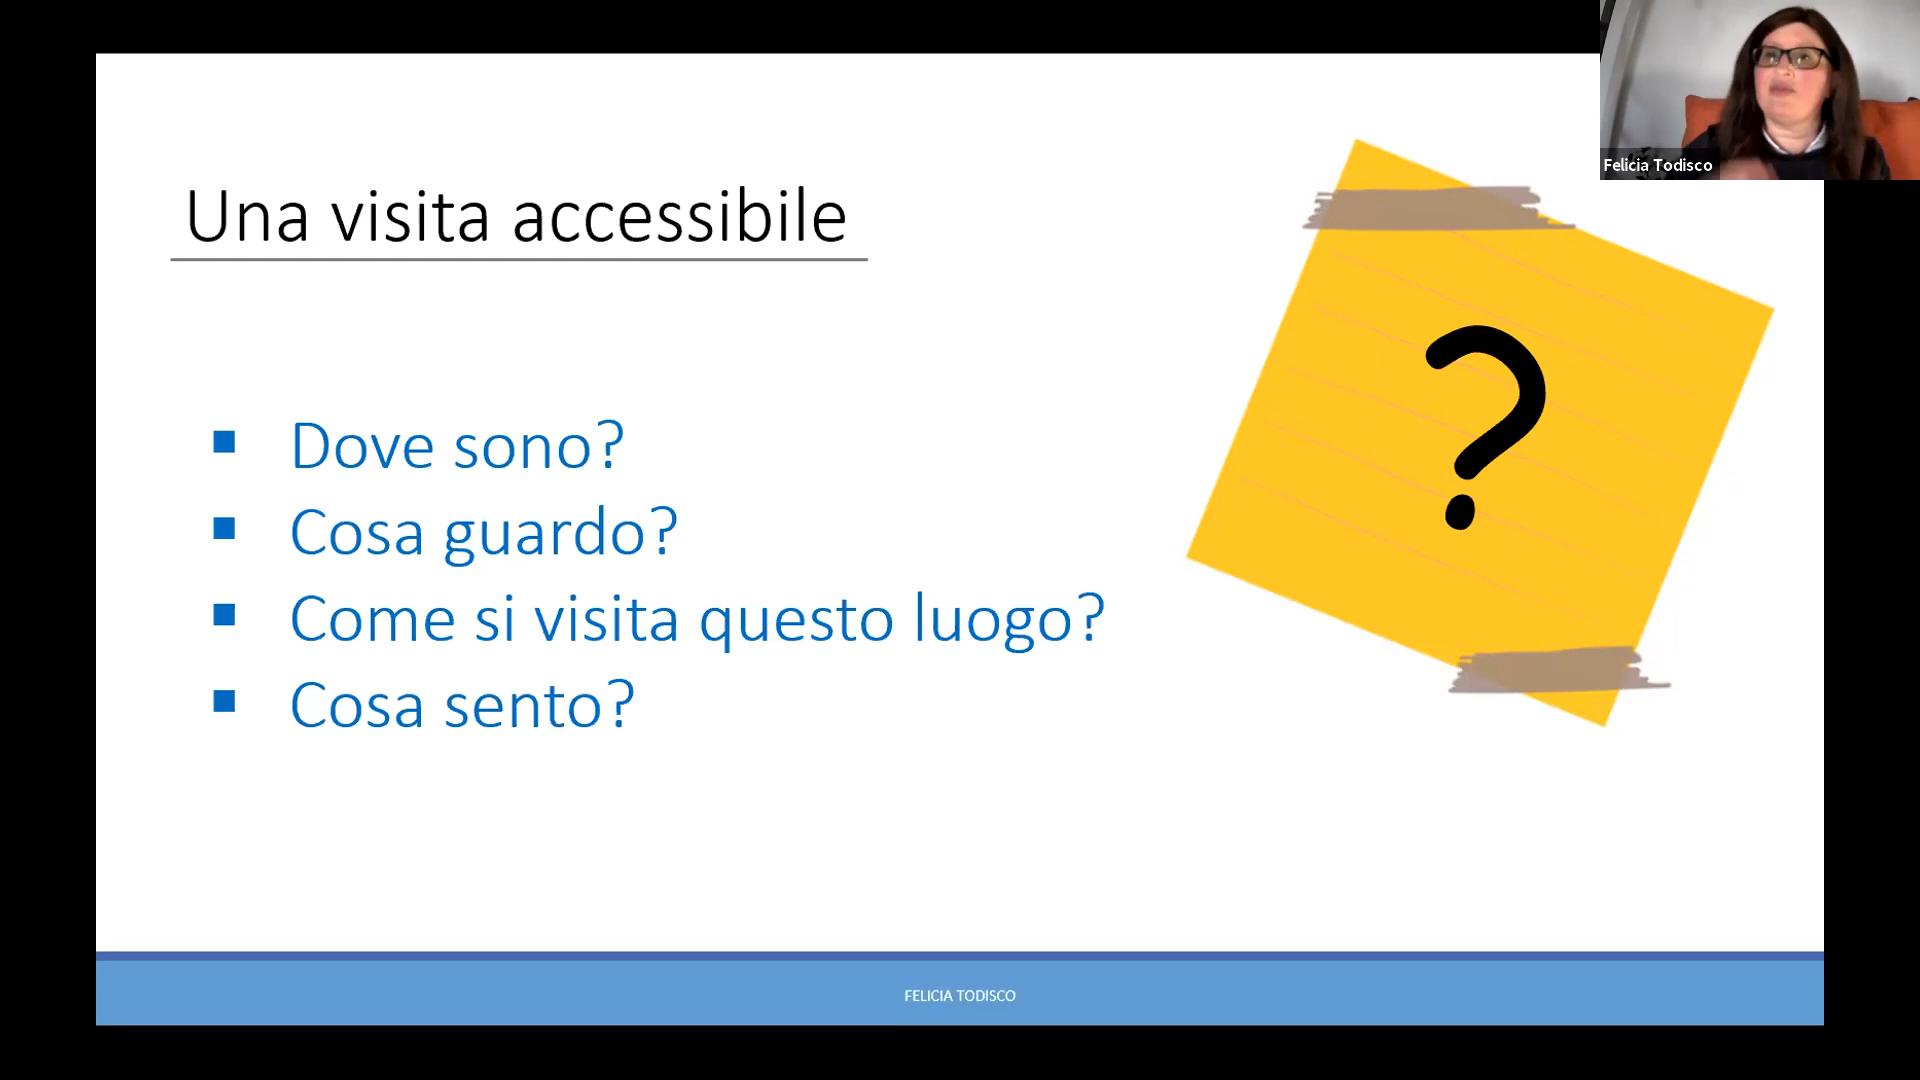 Felicia Todisco
Una visita accessibile
▪ Dove sono?
▪ Cosa guardo?
▪ Come si visita questo luogo?
▪ Cosa sento?
?
FELICIA TODISCO